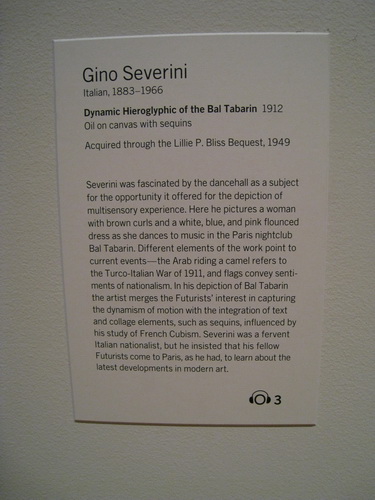 Gino Severini
Italian, 1883–1966
Dynamic Hieroglyphic of the Bal Tabarin 1912
Oil on canvas with sequins
Acquired through the Lillie P. Bliss Bequest, 1949
Severini was fascinated by the dancehall as a subject
for the opportunity it offered for the depiction of
multisensory experience. Here he pictures a woman
with brown curls and a white, blue, and pink flounced
dress as she dances to music in the Paris nightclub
Bal Tabarin. Different elements of the work point to
current events—the Arab riding a camel refers to
the Turco-Italian War of 1911, and flags convey senti-
ments of nationalism. In his depiction of Bal Tabarin
the artist merges the Futurists' interest in capturing
the dynamism of motion with the integration of text
and collage elements, such as sequins, influenced by
his study of French Cubism. Severini was a fervent
Italian nationalist, but he insisted that his fellow
Futurists come to Paris, as he had, to learn about the
latest developments in modern art.
3